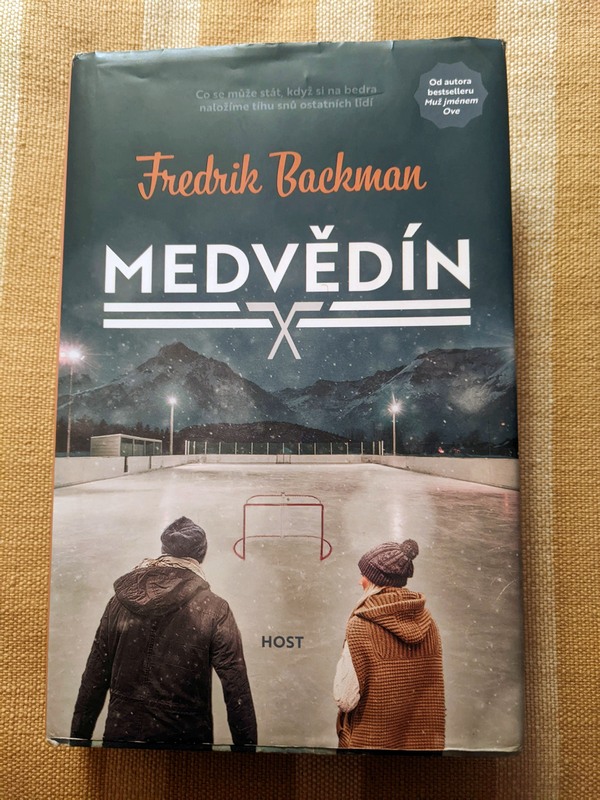 Co se může stát, když si na bedra
naložíme tíhu snů ostatních lidí
Od autora
bestselleru
Muž jménem
Ove
Fredrik Backman
MEDVĚDÍN
HOST